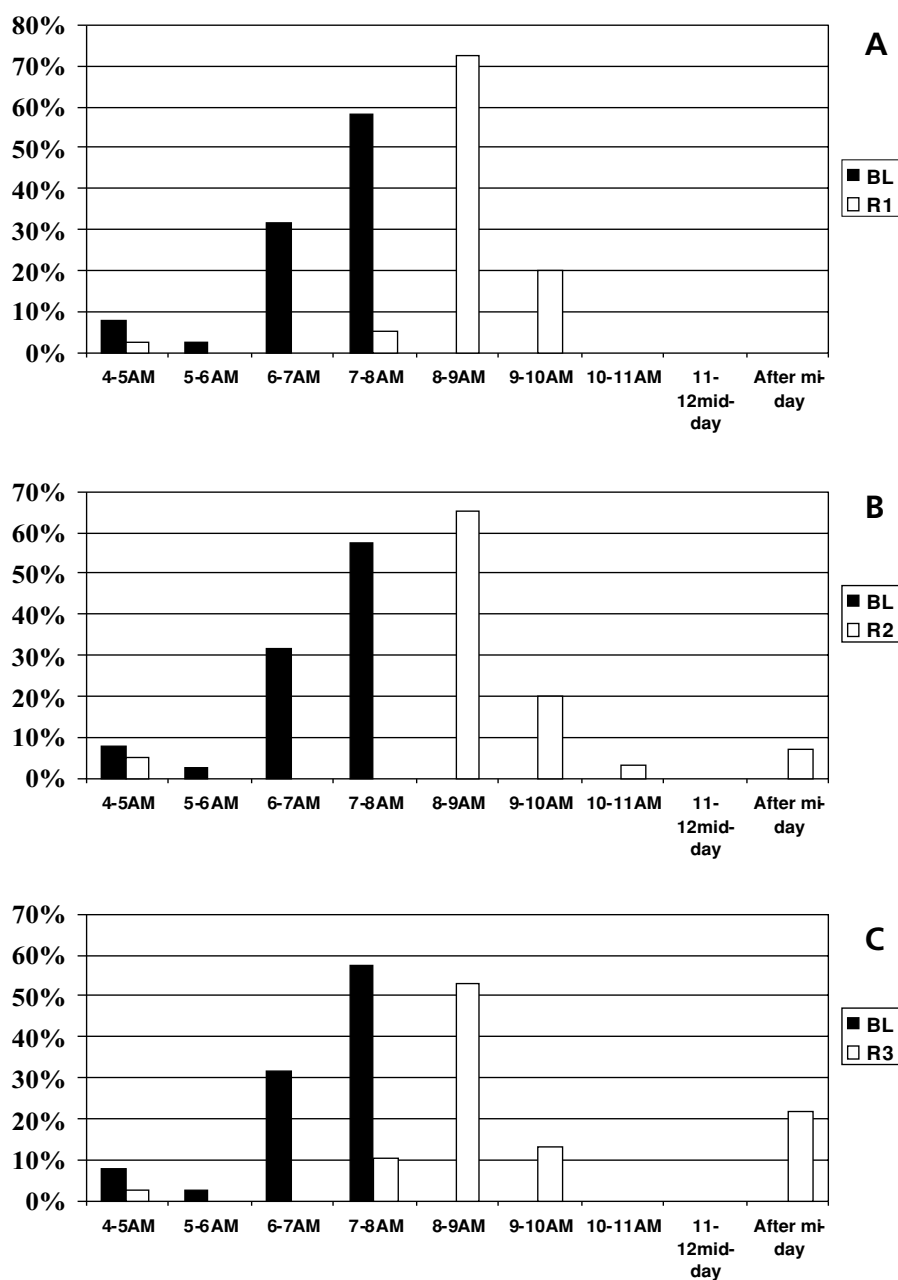 80%
A
70%
60%
50%
BL
40%
R1
30%
20%
10%
0%
4-5AM 5-6AM 6-7AM 7-8AM 8-9AM 9-10AM 10-11AM 11- After mi-
12mid- day
day
70%
B
60%
50%
BL
40%
R2
30%
20%
10%
0%
4-5AM 5-6AM 6-7AM 7-8AM 8-9AM 9-10AM 10-11AM 11- After mi-
12mid- day
day
70%
C
60%
50%
BL
40%
R3
30%
20%
10%
0%
4-5AM 5-6AM 6-7AM 7-8AM 8-9AM 9-10AM 10-11AM 11- After mi-
12mid- day
day